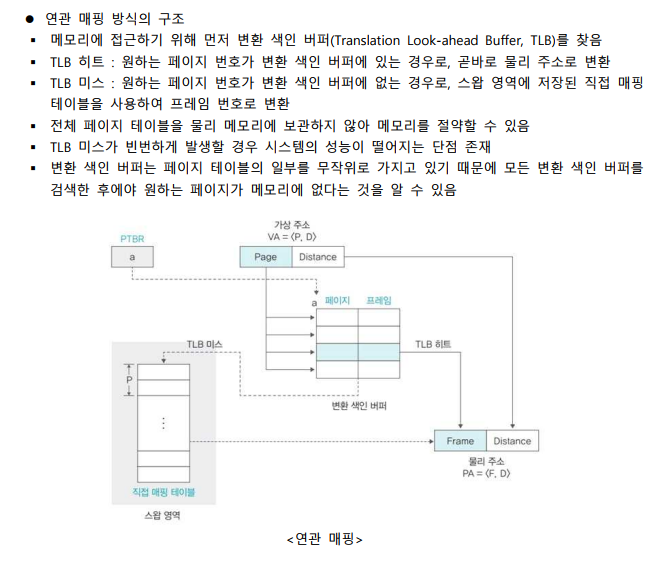 ● 연관 매핑 방식의 구조
▪ 메모리에 접근하기 위해 먼저 변환 색인 버퍼(Translation Look-ahead Buffer, TLB)를 찾음
▪ TLB 히트 : 원하는 페이지 번호가 변환 색인 버퍼에 있는 경우로, 곧바로 물리 주소로 변환
▪ TLB 미스 : 원하는 페이지 번호가 변환 색인 버퍼에 없는 경우로, 스왑 영역에 저장된 직접 매핑
테이블을 사용하여 프레임 번호로 변환
▪ 전체 페이지 테이블을 물리 메모리에 보관하지 않아 메모리를 절약할 수 있음
▪ TLB 미스가 빈번하게 발생할 경우 시스템의 성능이 떨어지는 단점 존재
▪ 변환 색인 버퍼는 페이지 테이블의 일부를 무작위로 가지고 있기 때문에 모든 변환 색인 버퍼를
검색한 후에야 원하는 페이지가 메모리에 없다는 것을 알 수 있음
가상 주소
VA = ⟨P, D⟩
PTBR
a
Page
Distance
a
페이지
프레임
TLB 미스
TLB 히트
P
⋮
변환 색인 버퍼
Frame
Distance
물리 주소
PA = ⟨F, D⟩
직접 매핑 테이블
스왑 영역
<연관 매핑>